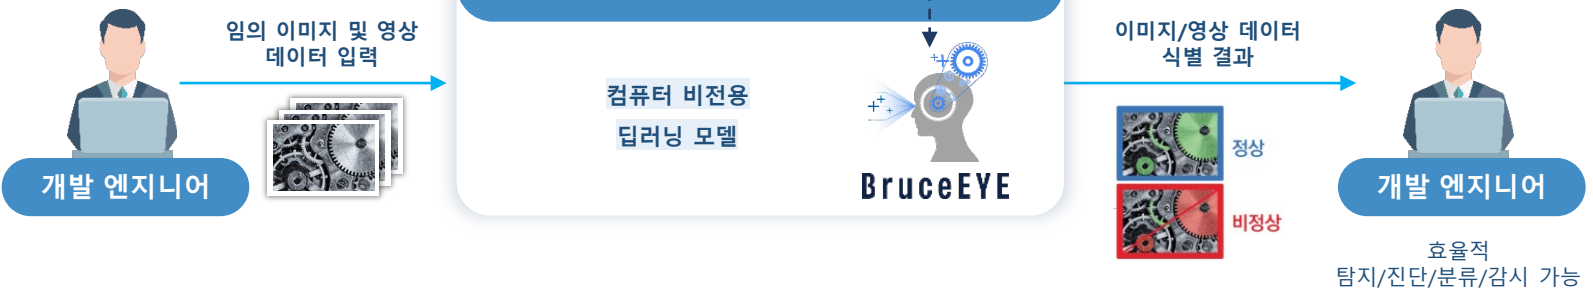 임의 이미지 및 영상
데이터 입력
개발 엔지니어
컴퓨터 비전용
딥러닝 모델
BruceEYE
이미지/영상 데이터
식별 결과
정상
비정상
개발 엔지니어
효율적
탐지/진단/분류/감시 가능